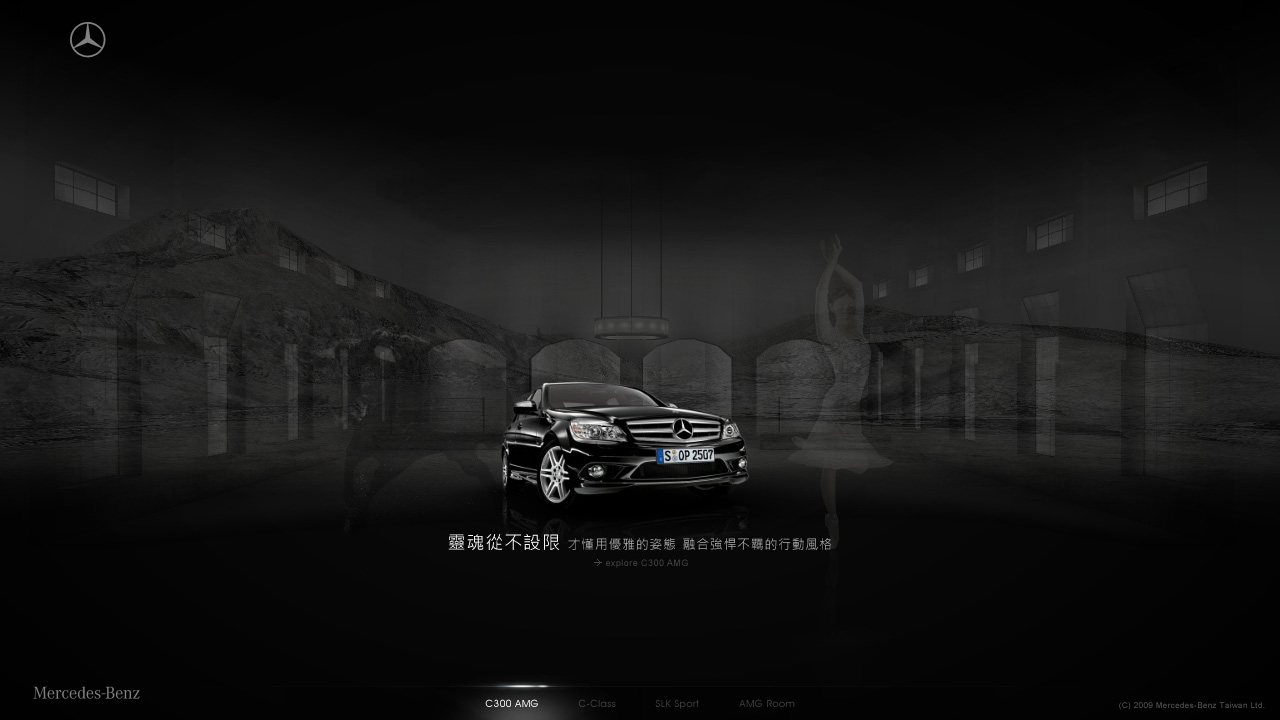 S OP 2507
靈魂從不設限 才懂用優雅的姿態 融合強悍不羈的行動風格
→ explore C300 AMG
Mercedes-Benz
C300 AMG C-Class SLK Sport AMG Room
(C) 2009 Mercedes-Benz Taiwan Ltd.